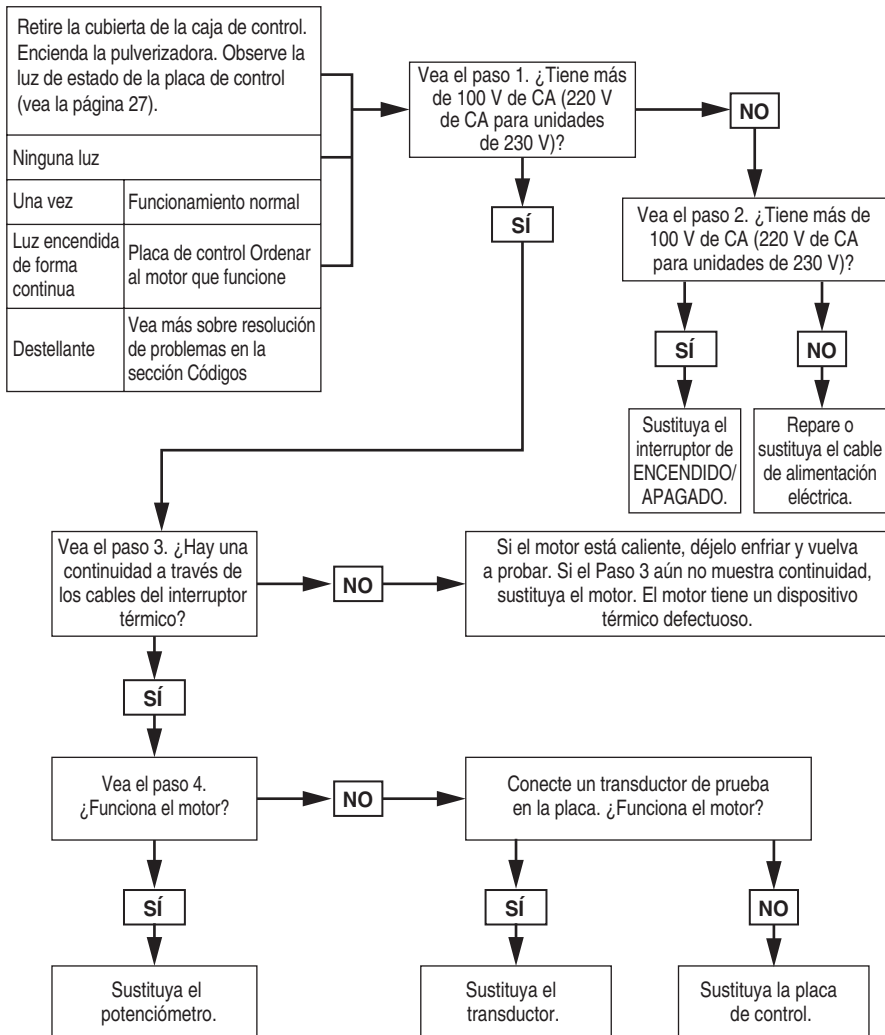 Retire la cubierta de la caja de control.
Encienda la pulverizadora. Observe la
luz de estado de la placa de control
(vea la página 27).
Ninguna luz
Una vez
Funcionamiento normal
Luz encendida
de forma
continua
Placa de control Ordenar
al motor que funcione
Destellante
Vea más sobre resolución
de problemas en la
sección Códigos
Vea el paso 1. ¿Tiene más
de 100 V de CA (220 V
de CA para unidades
de 230 V)?
NO
SÍ
Vea el paso 2. ¿Tiene más de
100 V de CA (220 V de CA
para unidades de 230 V)?
SÍ
NO
Sustituya el
interruptor de
ENCENDIDO/
APAGADO.
Repare o
sustituya el cable
de alimentación
eléctrica.
Vea el paso 3. ¿Hay una
continuidad a través de
los cables del interruptor
térmico?
NO
Si el motor está caliente, déjelo enfriar y vuelva
a probar. Si el Paso 3 aún no muestra continuidad,
sustituya el motor. El motor tiene un dispositivo
térmico defectuoso.
SÍ
Vea el paso 4.
¿Funciona el motor?
NO
Conecte un transductor de prueba
en la placa. ¿Funciona el motor?
SÍ
SÍ
NO
Sustituya el
potenciómetro.
Sustituya el
transductor.
Sustituya la placa
de control.